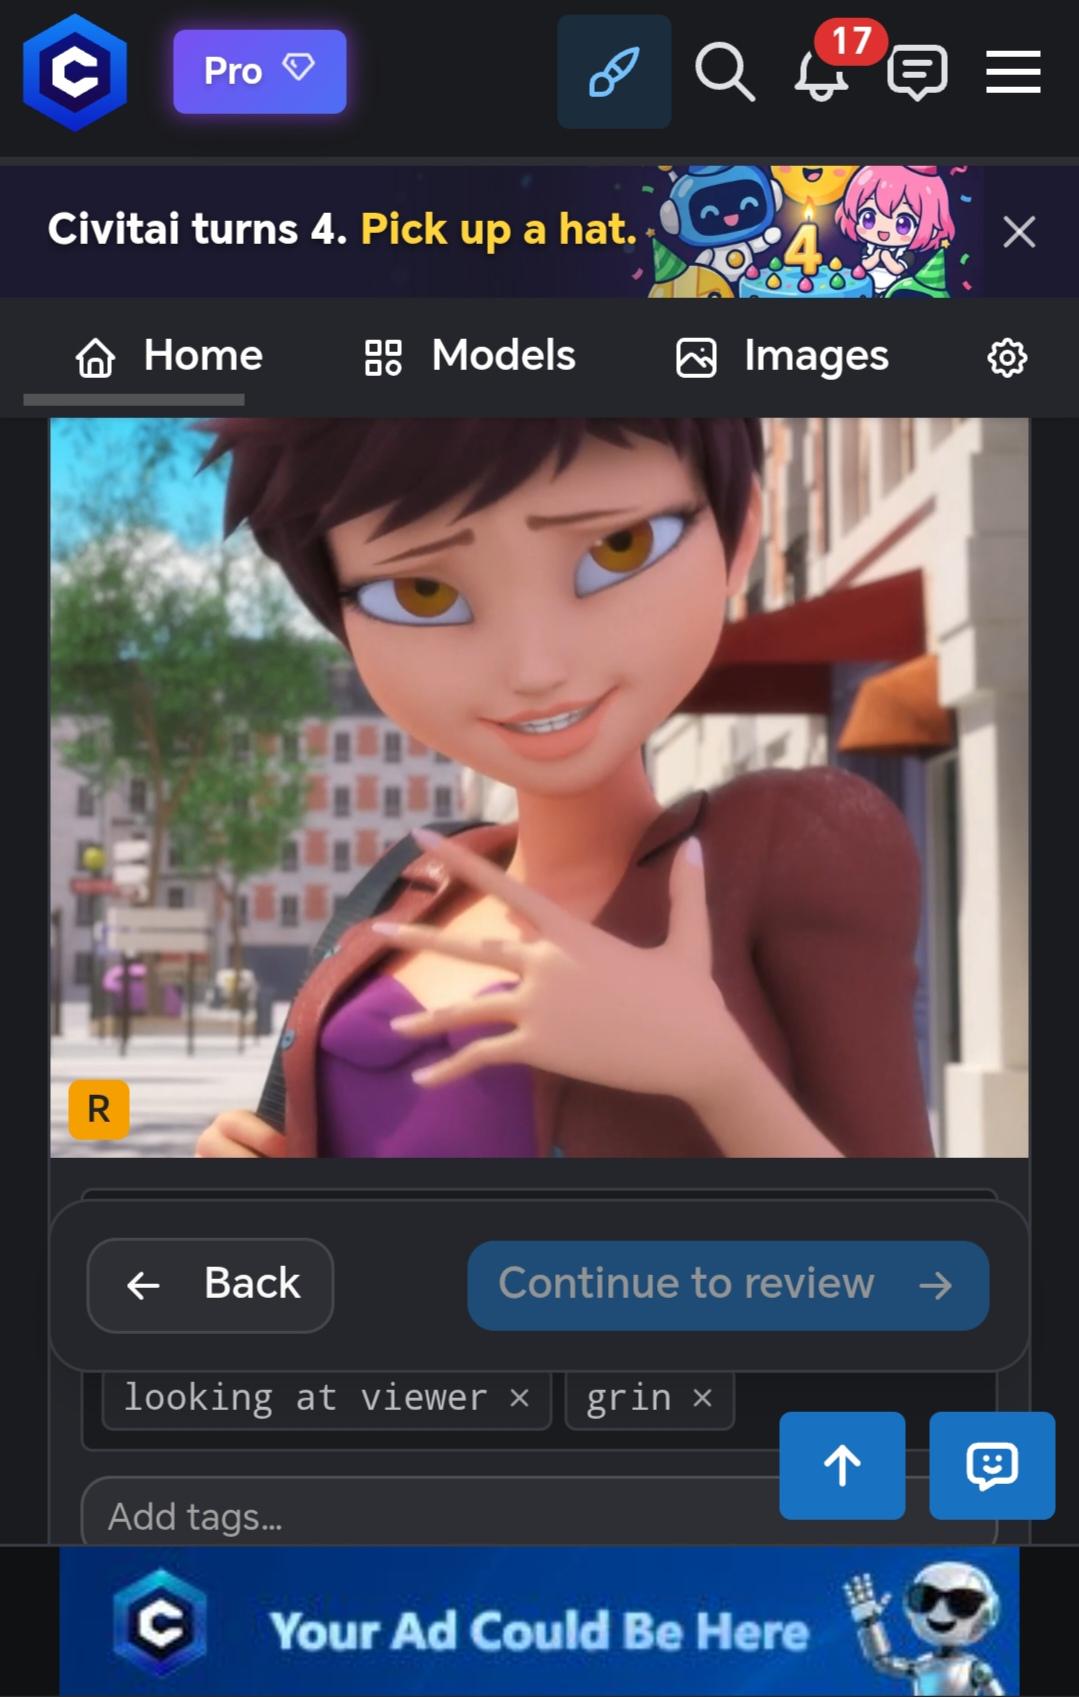 Pro
17
Civitai turns 4. Pick up a hat.
4
Home
Models
Images
R
Back
Continue to review
looking at viewer ×
grin ×
Add tags...
C
Your Ad Could Be Here